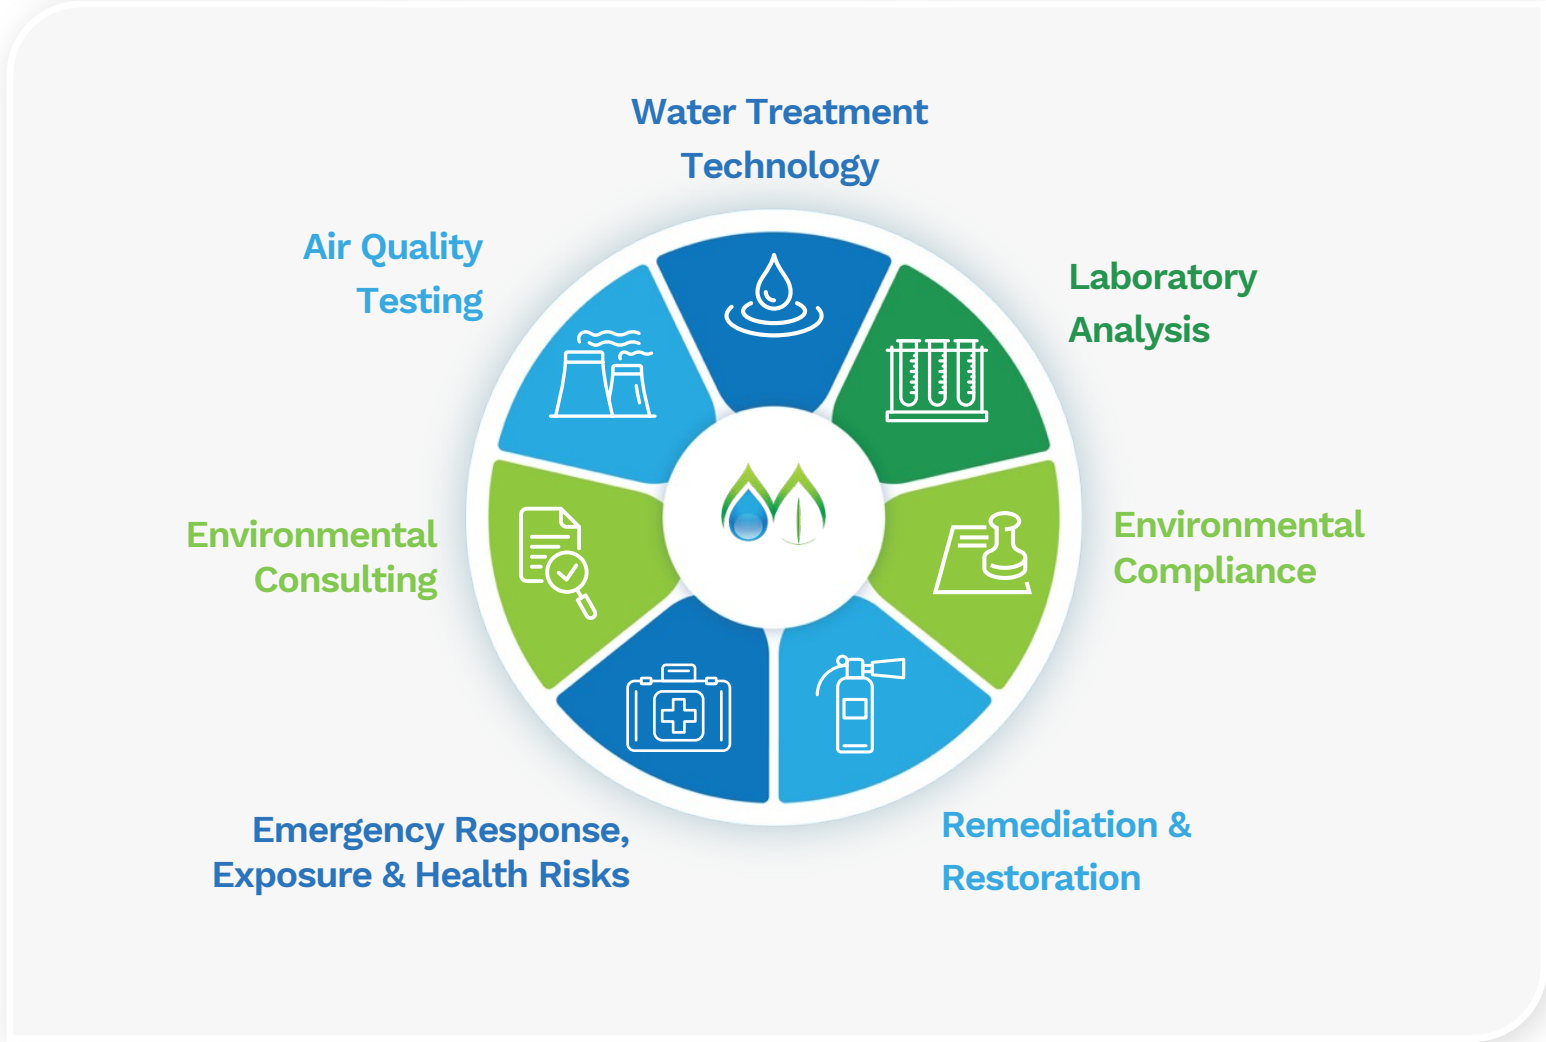 Water Treatment
Technology
Air Quality
Testing
Laboratory
Analysis
Environmental
Consulting
Environmental
Compliance
Emergency Response,
Exposure & Health Risks
Remediation &
Restoration